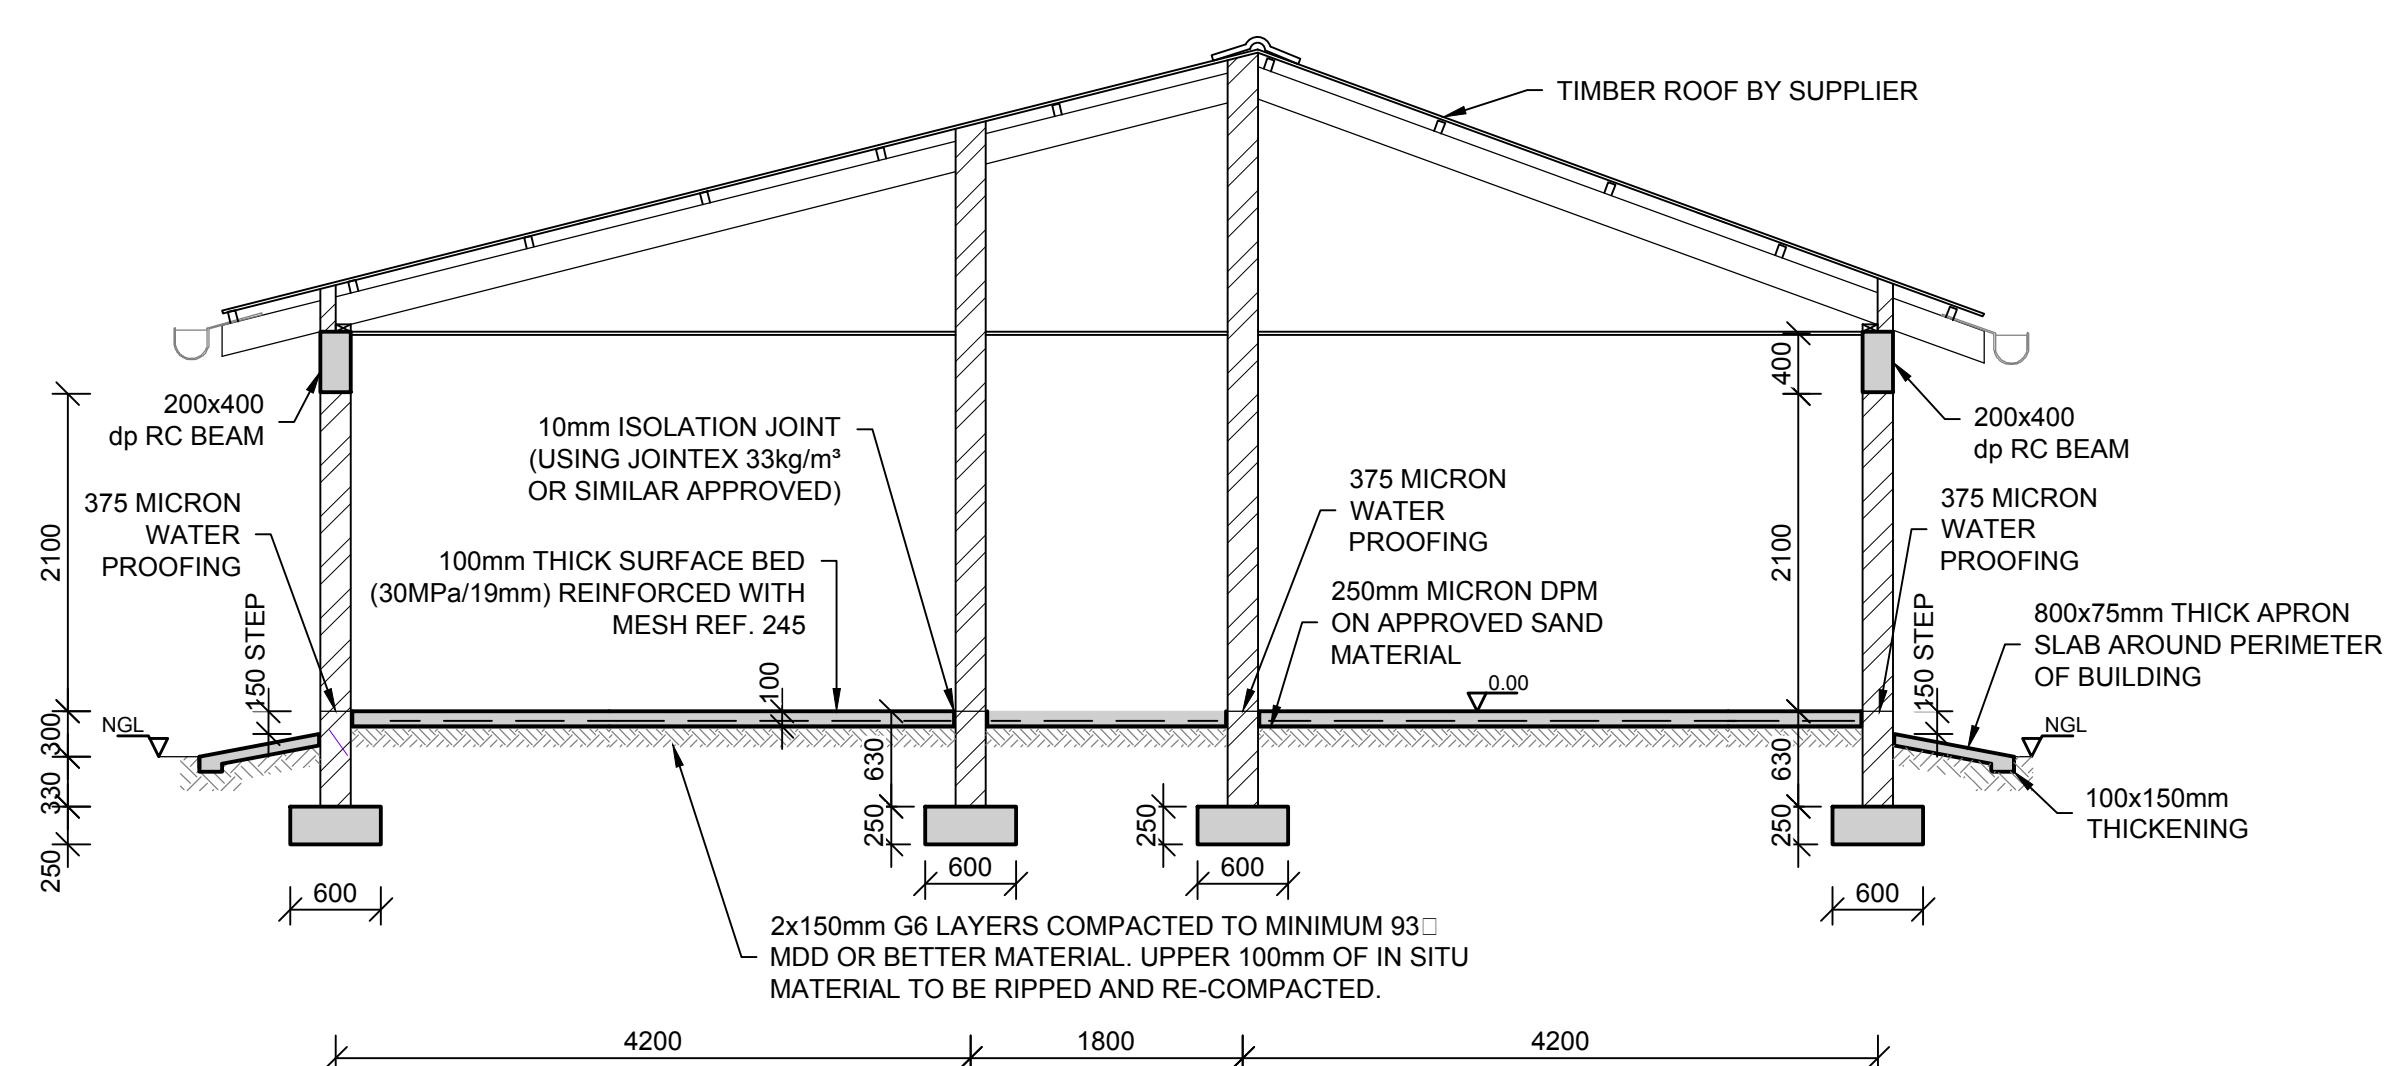 TIMBER ROOF BY SUPPLIER
200x400
dp RC BEAM
10mm ISOLATION JOINT
(USING JOINTEX 33kg/m³
OR SIMILAR APPROVED)
400
200x400
dp RC BEAM
375 MICRON
WATER
PROOFING
375 MICRON
WATER
PROOFING
375 MICRON
WATER
PROOFING
2100
100mm THICK SURFACE BED
(30MPa/19mm) REINFORCED WITH
MESH REF. 245
250mm MICRON DPM
ON APPROVED SAND
MATERIAL
2100
150 STEP
800x75mm THICK APRON
SLAB AROUND PERIMETER
OF BUILDING
150 STEP
100
0.00
NGL
300
NGL
330
630
630
250
250
250
250
100x150mm
THICKENING
600
600
600
600
2x150mm G6 LAYERS COMPACTED TO MINIMUM 93□
MDD OR BETTER MATERIAL. UPPER 100mm OF IN SITU
MATERIAL TO BE RIPPED AND RE-COMPACTED.
4200
1800
4200